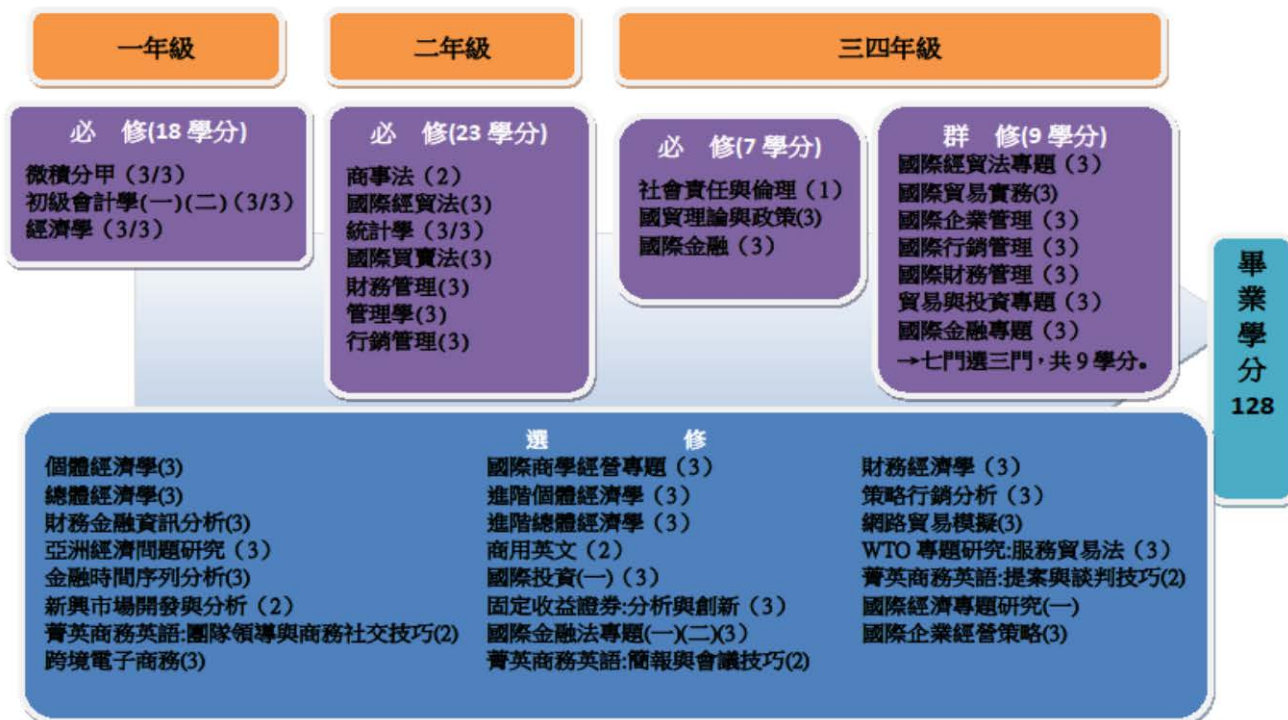 一年級
二年級
三四年級
必 修(18 學分)
微積分甲（3/3）
初級會計學(一)(二)（3/3）
經濟學（3/3）
必 修(23 學分)
商事法（2）
國際經貿法(3)
統計學（3/3）
國際買賣法(3)
財務管理(3)
管理學(3)
行銷管理(3)
必 修(7 學分)
社會責任與倫理（1）
國貿理論與政策(3)
國際金融（3）
群 修(9 學分)
國際經貿法專題（3）
國際貿易實務(3)
國際企業管理（3）
國際行銷管理（3）
國際財務管理（3）
貿易與投資專題（3）
國際金融專題（3）
→七門選三門，共 9 學分。
畢
業
學
分
128
選 修
個體經濟學(3)
總體經濟學(3)
財務金融資訊分析(3)
亞洲經濟問題研究（3）
金融時間序列分析(3)
新興市場開發與分析（2）
菁英商務英語:團隊領導與商務社交技巧(2)
跨境電子商務(3)
國際商學經營專題（3）
進階個體經濟學（3）
進階總體經濟學（3）
商用英文（2）
國際投資(一)（3）
固定收益證券:分析與創新（3）
國際金融法專題(一)(二)(3)
菁英商務英語:簡報與會議技巧(2)
財務經濟學（3）
策略行銷分析（3）
網路貿易模擬(3)
WTO 專題研究:服務貿易法（3）
菁英商務英語:提案與談判技巧(2)
國際經濟專題研究(一)
國際企業經營策略(3)